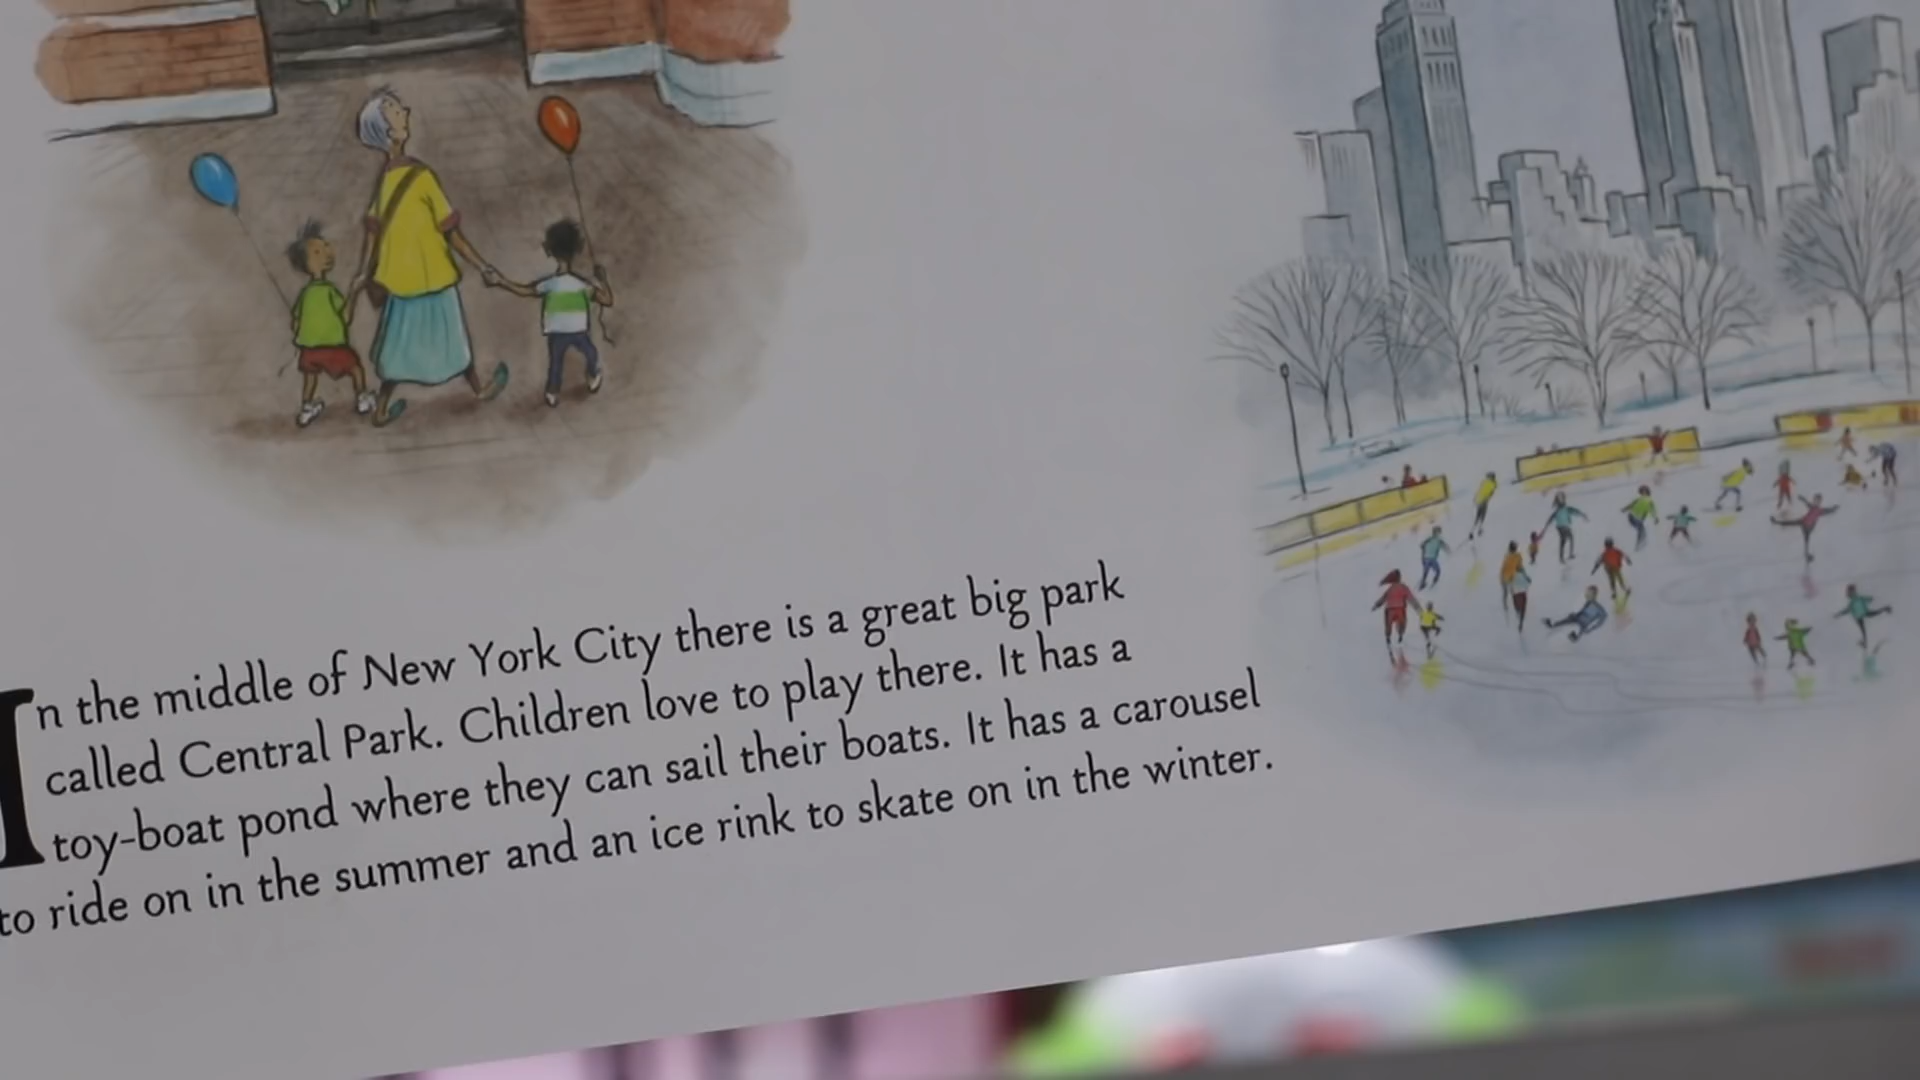 In the middle of New York City there is a great big park
called Central Park. Children love to play there. It has a
toy-boat pond where they can sail their boats. It has a carousel
to ride on in the summer and an ice rink to skate on in the winter.